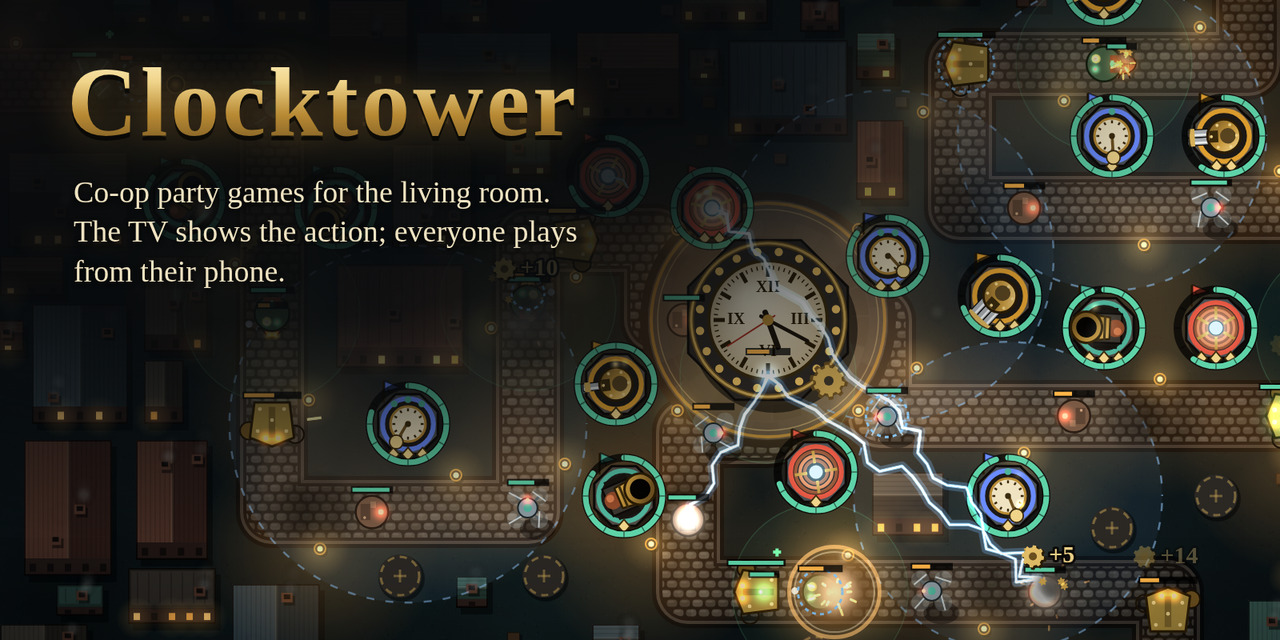 Clocktower
Co-op party games for the living room.
The TV shows the action; everyone plays
from their phone.
+10
XII
IX
III
VI
+5
+14